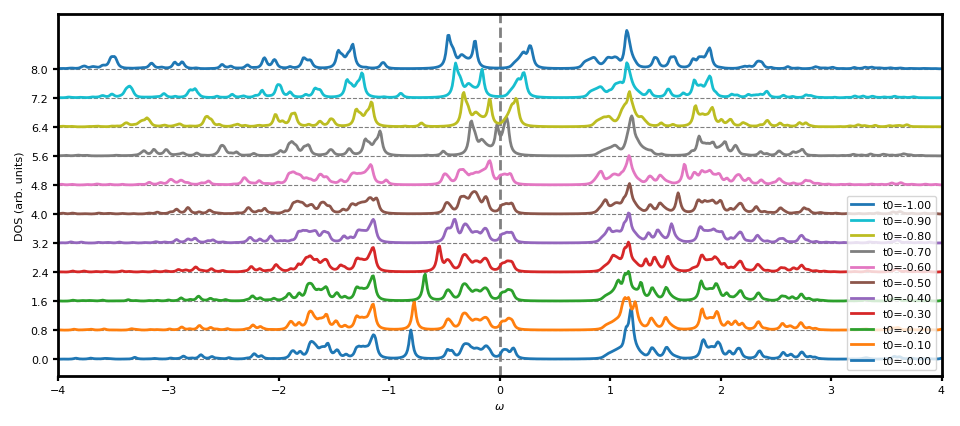 DOS (arb. units)
8.0
7.2
6.4
5.6
4.8
4.0
3.2
2.4
1.6
0.8
0.0
t0=-1.00
t0=-0.90
t0=-0.80
t0=-0.70
t0=-0.60
t0=-0.50
t0=-0.40
t0=-0.30
t0=-0.20
t0=-0.10
t0=-0.00
−4 −3 −2 −1 0 1 2 3 4
ω